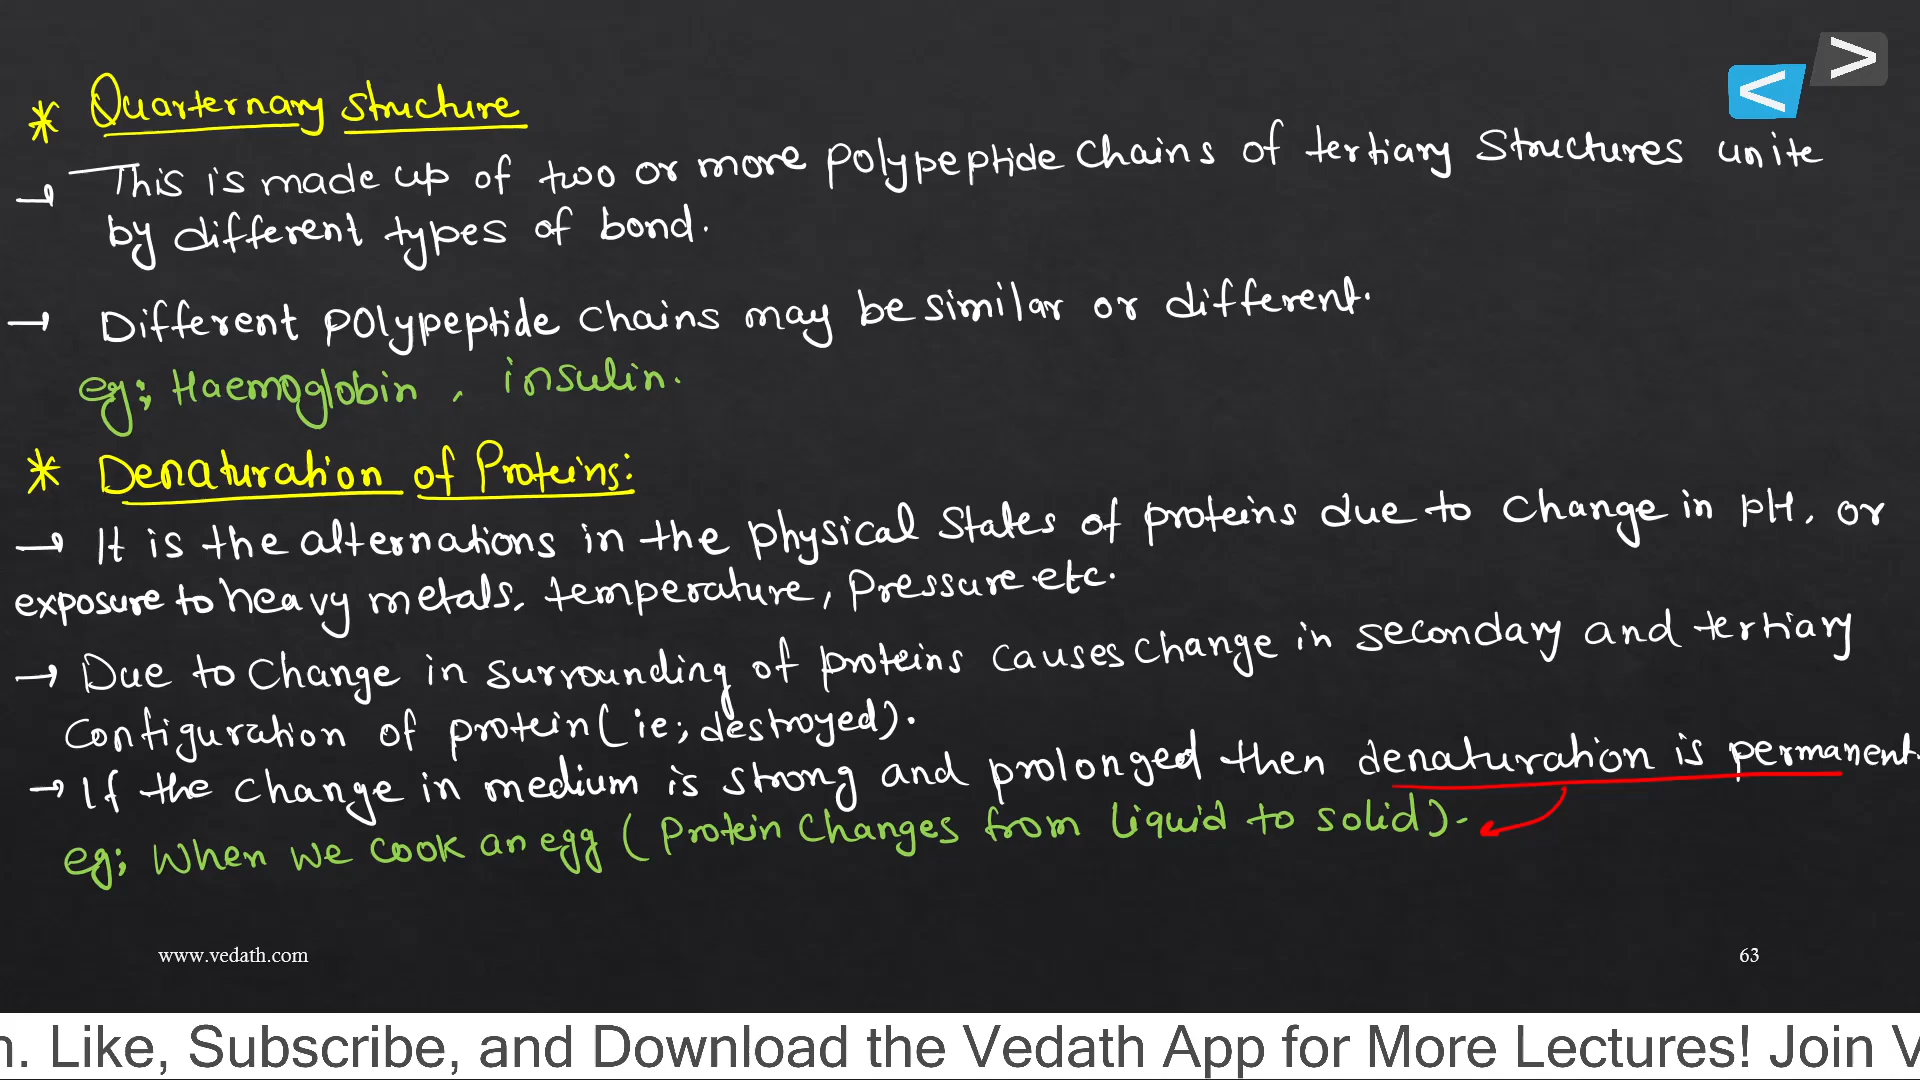 * Quarternary structure
→ This is made up of two or more polypeptide chains of tertiary structures unite
by different types of bond.
→ Different polypeptide chains may be similar or different.
eg; Haemoglobin, insulin.
* Denaturation of Proteins:
→ It is the alternations in the physical states of proteins due to change in pH, or
exposure to heavy metals, temperature, pressure etc.
→ Due to change in surrounding of proteins causes change in secondary and tertiary
configuration of protein (ie; destroyed).
→ If the change in medium is strong and prolonged then denaturation is permanent.
eg; When we cook an egg (Protein changes from liquid to solid).
www.vedath.com
63
n. Like, Subscribe, and Download the Vedath App for More Lectures! Join V